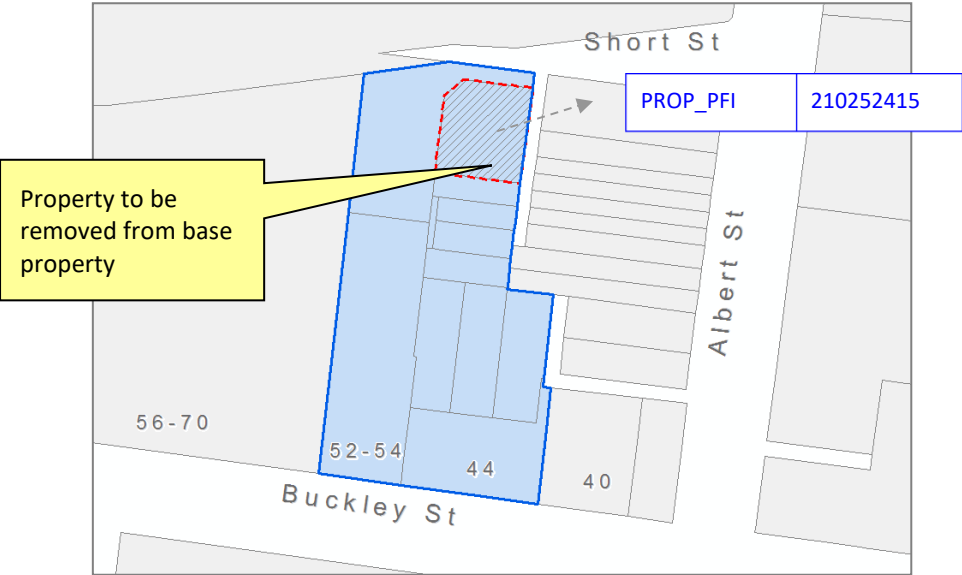 Short St
PROP_PFI 210252415
Property to be
removed from base
property
Albert St
56-70
52-54
44
40
Buckley St